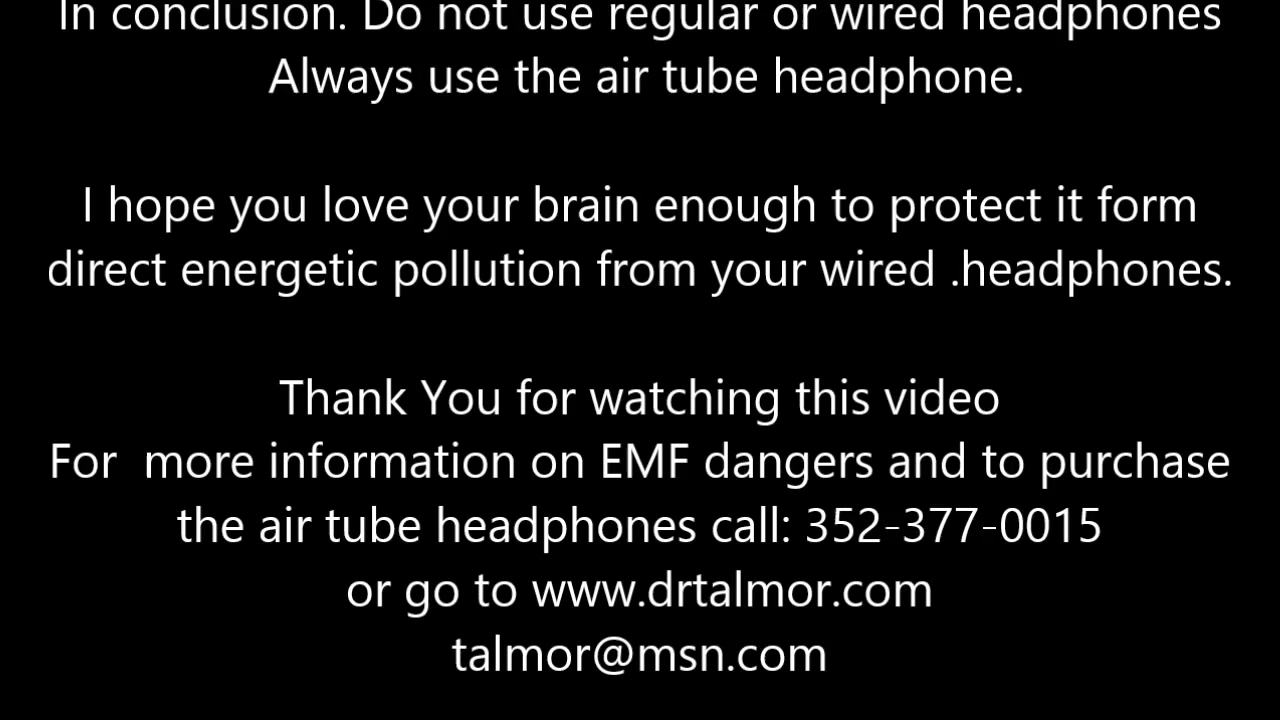 In conclusion. Do not use regular or wired headphones
Always use the air tube headphone.
I hope you love your brain enough to protect it form
direct energetic pollution from your wired .headphones.
Thank You for watching this video
For  more information on EMF dangers and to purchase
the air tube headphones call: 352-377-0015
or go to www.drtalmor.com
talmor@msn.com